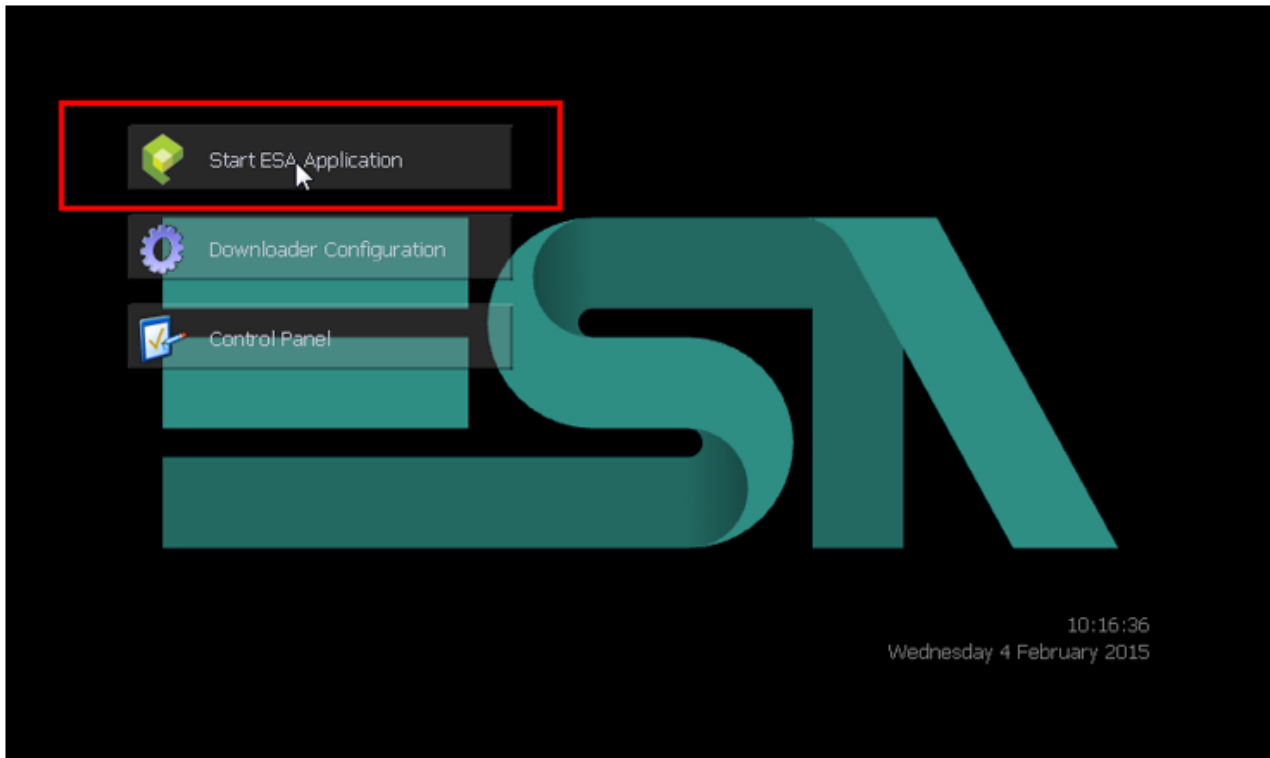 Start ESA Application
Downloader Configuration
Control Panel
ESA
10:16:36
Wednesday 4 February 2015